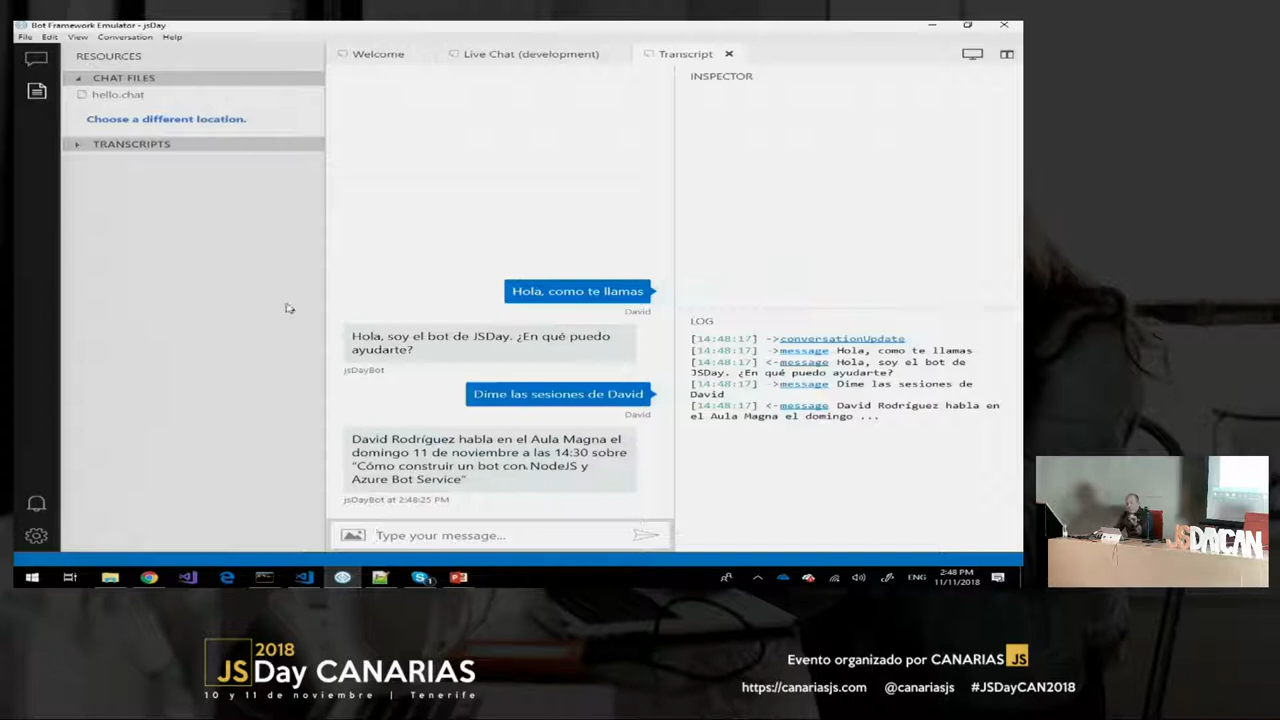 Bot Framework Emulator - jsDay
File Edit View Conversation Help
RESOURCES
CHAT FILES
hello.chat
Choose a different location.
TRANSCRIPTS
Welcome
Live Chat (development)
Transcript
Hola, como te llamas
David
Hola, soy el bot de JSDay. ¿En qué puedo
ayudarte?
jsDayBot
Dime las sesiones de David
David
David Rodríguez habla en el Aula Magna el
domingo 11 de noviembre a las 14:30 sobre
"Cómo construir un bot con NodeJS y
Azure Bot Service"
jsDayBot at 2:48:25 PM
Type your message...
INSPECTOR
LOG
[14:48:17] ->conversationUpdate
[14:48:17] ->message Hola, como te llamas
[14:48:17] <-message Hola, soy el bot de
JSDay. ¿En qué puedo ayudarte?
[14:48:17] ->message Dime las sesiones de
David
[14:48:17] <-message David Rodríguez habla en
el Aula Magna el domingo ...
ENG
2:48 PM
11/11/2018
JSDAYCAN
2018
JSDay CANARIAS
10 y 11 de noviembre | Tenerife
Evento organizado por CANARIAS JS
https://canariasjs.com @canariasjs #JSDayCAN2018